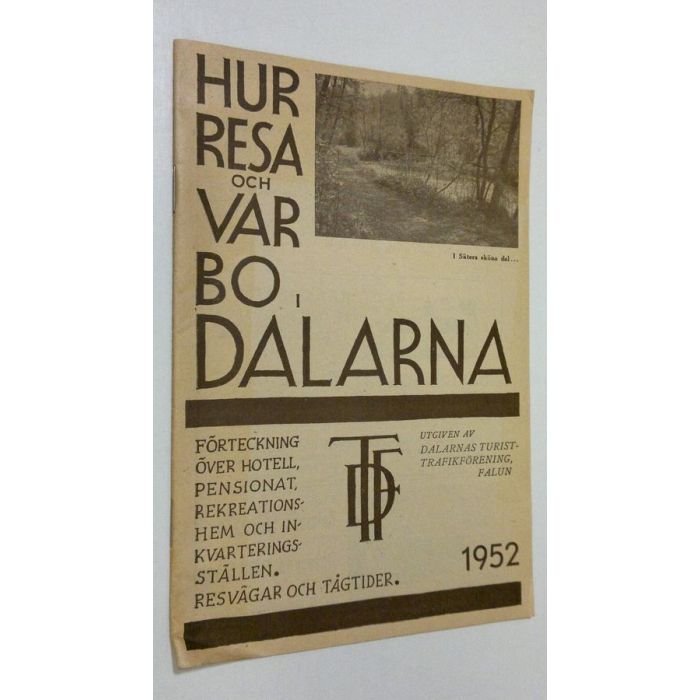 HUR
RESA
OCH
VAR
BO I
DALARNA
I Säters sköna dal...
FÖRTECKNING
ÖVER HOTELL,
PENSIONAT,
REKREATIONS-
HEM OCH IN-
KVARTERINGS-
STÄLLEN.
RESVÄGAR OCH TÅGTIDER.
DTF
UTGIVEN AV
DALARNAS TURIST-
TRAFIKFÖRENING,
FALUN
1952